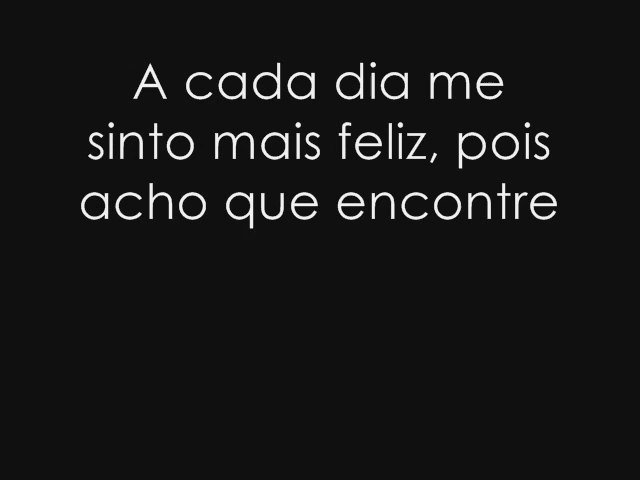 A cada dia me
sinto mais feliz, pois
acho que encontre